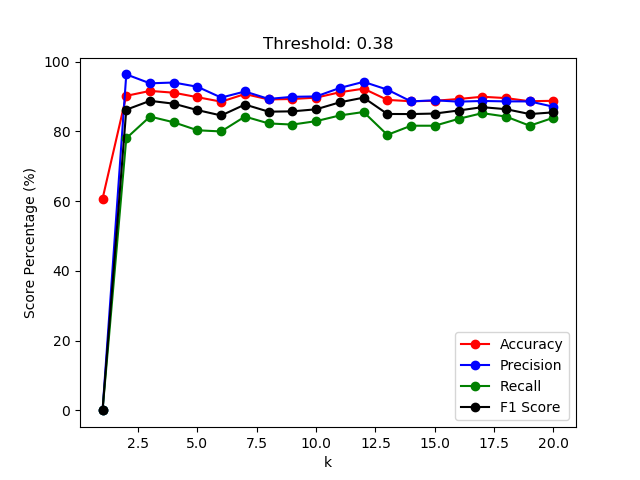 Threshold: 0.38
100
80
60
40
20
0
Score Percentage (%)
2.5 5.0 7.5 10.0 12.5 15.0 17.5 20.0
k
Accuracy
Precision
Recall
F1 Score